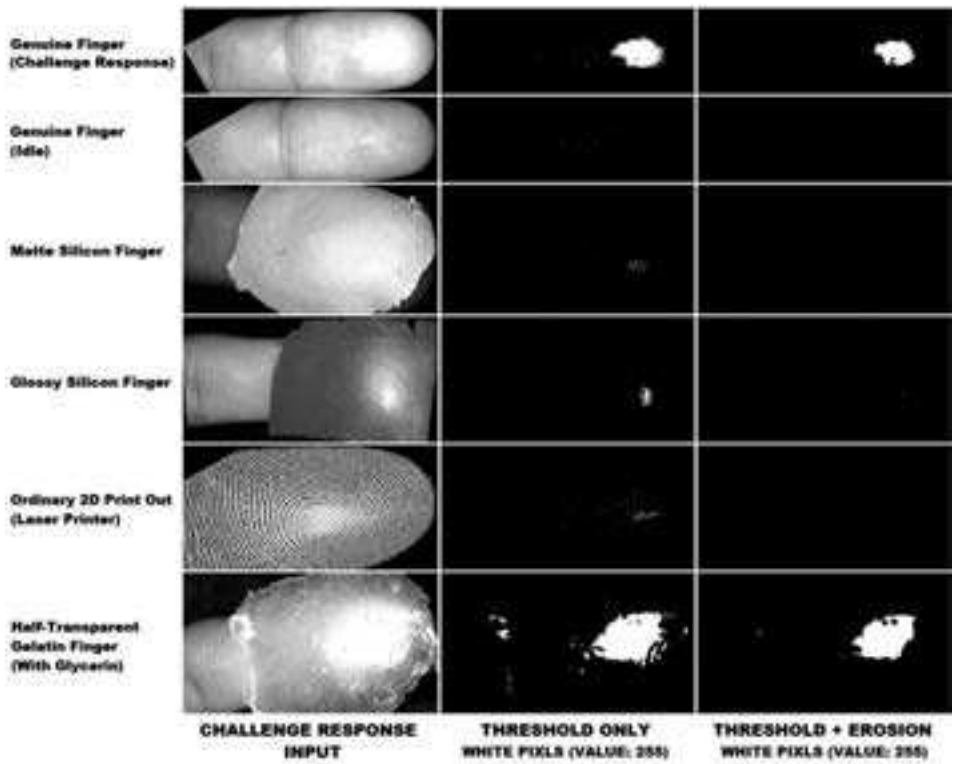 Genuine Finger
(Challenge Response)
Genuine Finger
(Idle)
Matte Silicon Finger
Glossy Silicon Finger
Ordinary 2D Print Out
(Laser Printer)
Half-Transparent
Gelatin Finger
(With Glycerin)
CHALLENGE RESPONSE
INPUT
THRESHOLD ONLY
WHITE PIXLS (VALUE: 255)
THRESHOLD + EROSION
WHITE PIXLS (VALUE: 255)